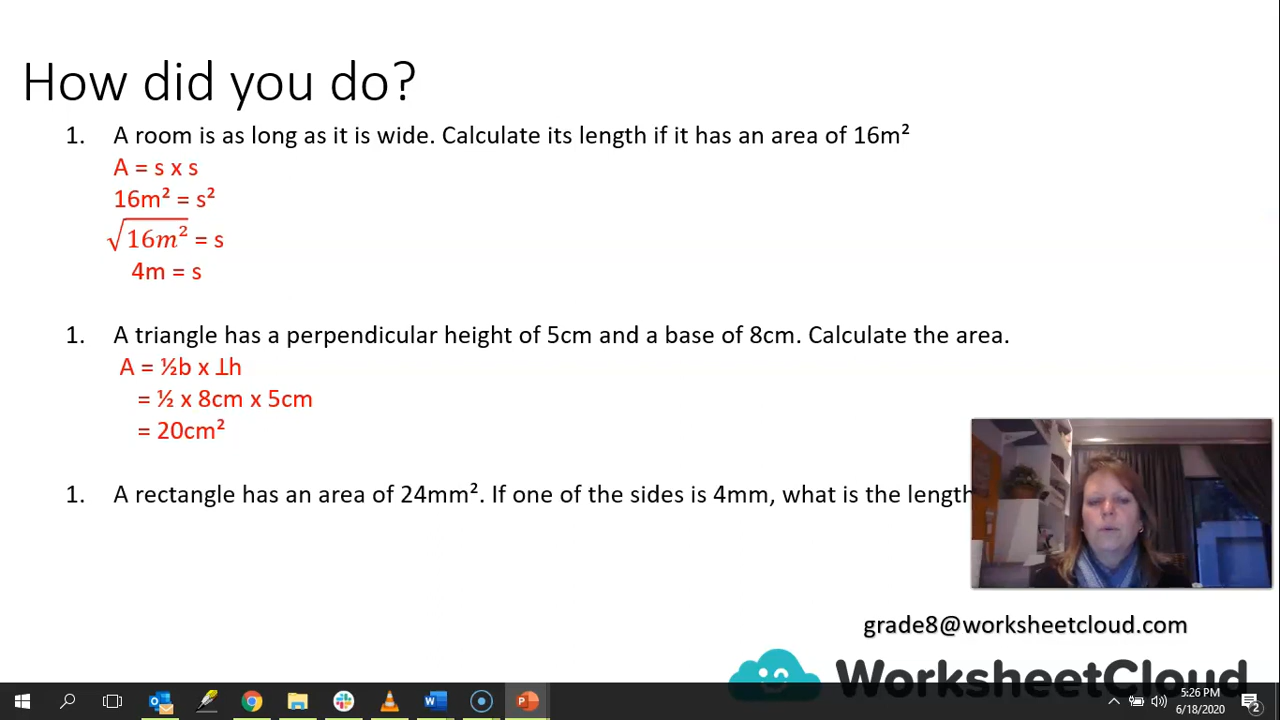 How did you do?
1. A room is as long as it is wide. Calculate its length if it has an area of 16m²
A = s x s
16m² = s²
√16m² = s
4m = s
1. A triangle has a perpendicular height of 5cm and a base of 8cm. Calculate the area.
A = ½b x ⊥h
= ½ x 8cm x 5cm
= 20cm²
1. A rectangle has an area of 24mm². If one of the sides is 4mm, what is the length
grade8@worksheetcloud.com
WorksheetCloud
5:26 PM
6/18/2020
2